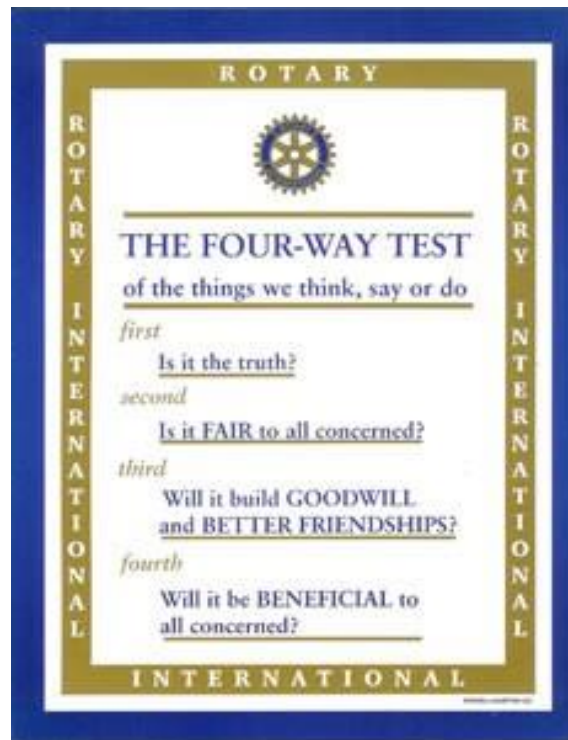 ROTARY
ROTARY INTERNATIONAL
ROTARY INTERNATIONAL
THE FOUR-WAY TEST
of the things we think, say or do
first
Is it the truth?
second
Is it FAIR to all concerned?
third
Will it build GOODWILL
and BETTER FRIENDSHIPS?
fourth
Will it be BENEFICIAL to
all concerned?
INTERNATIONAL